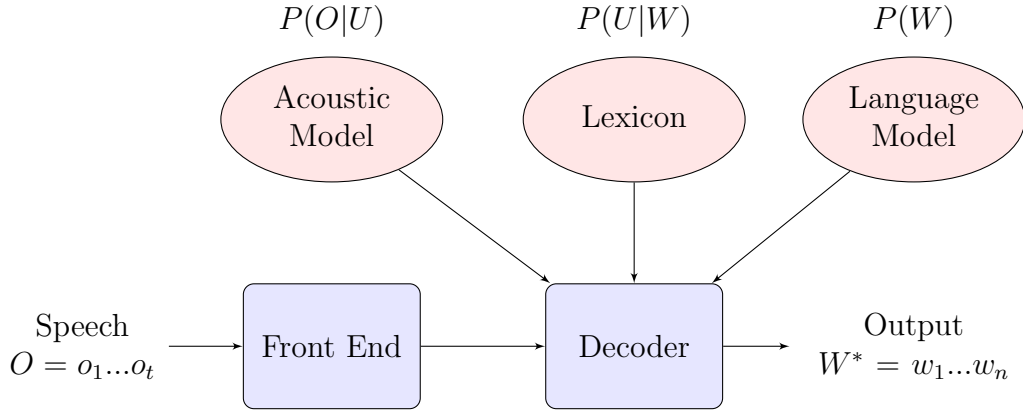 P(O|U)
P(U|W)
P(W)
Acoustic
Model
Lexicon
Language
Model
Speech
O = o₁...oₜ
Front End
Decoder
Output
W* = w₁...wₙ